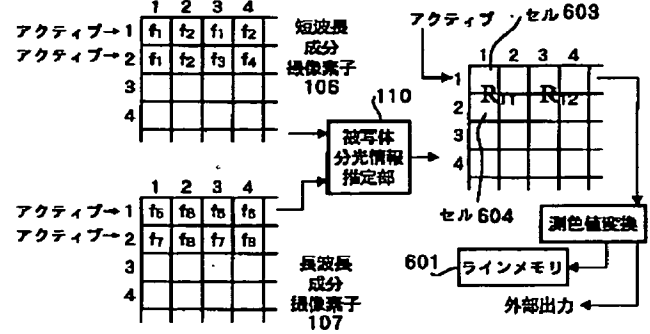 1 2 3 4
アクティブ→ 1 f1 f2 f1 f2
アクティブ→ 2 f1 f2 f3 f4
3
4
短波長
成分
撮像素子
106
1 2 3 4
アクティブ→ 1 f5 f6 f5 f6
アクティブ→ 2 f7 f8 f7 f8
3
4
長波長
成分
撮像素子
107
110
被写体
分光情報
推定部
アクティブ
セル 603
1 2 3 4
1
2
3
4
R11 R12
セル 604
測色値変換
601
ラインメモリ
外部出力